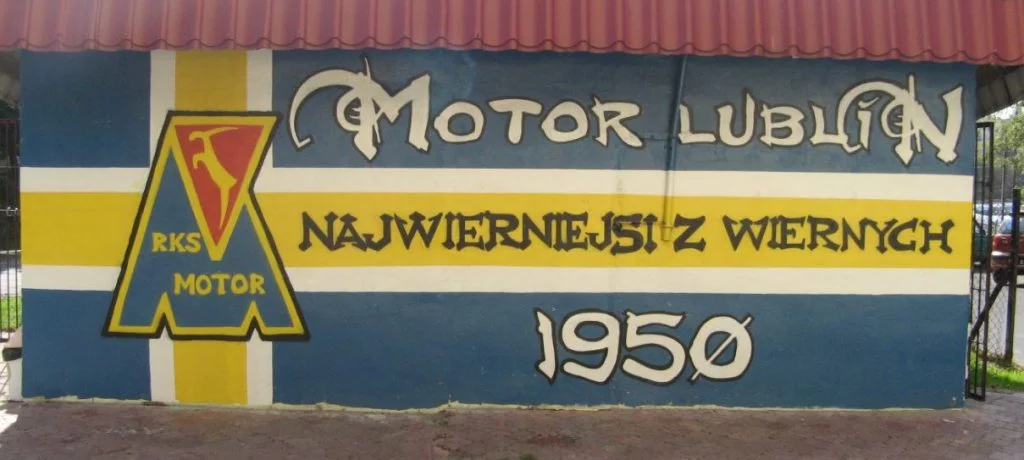 MOTOR LUBLIN
RKS
MOTOR
NAJWIERNIEJSI Z WIERNYCH
1950